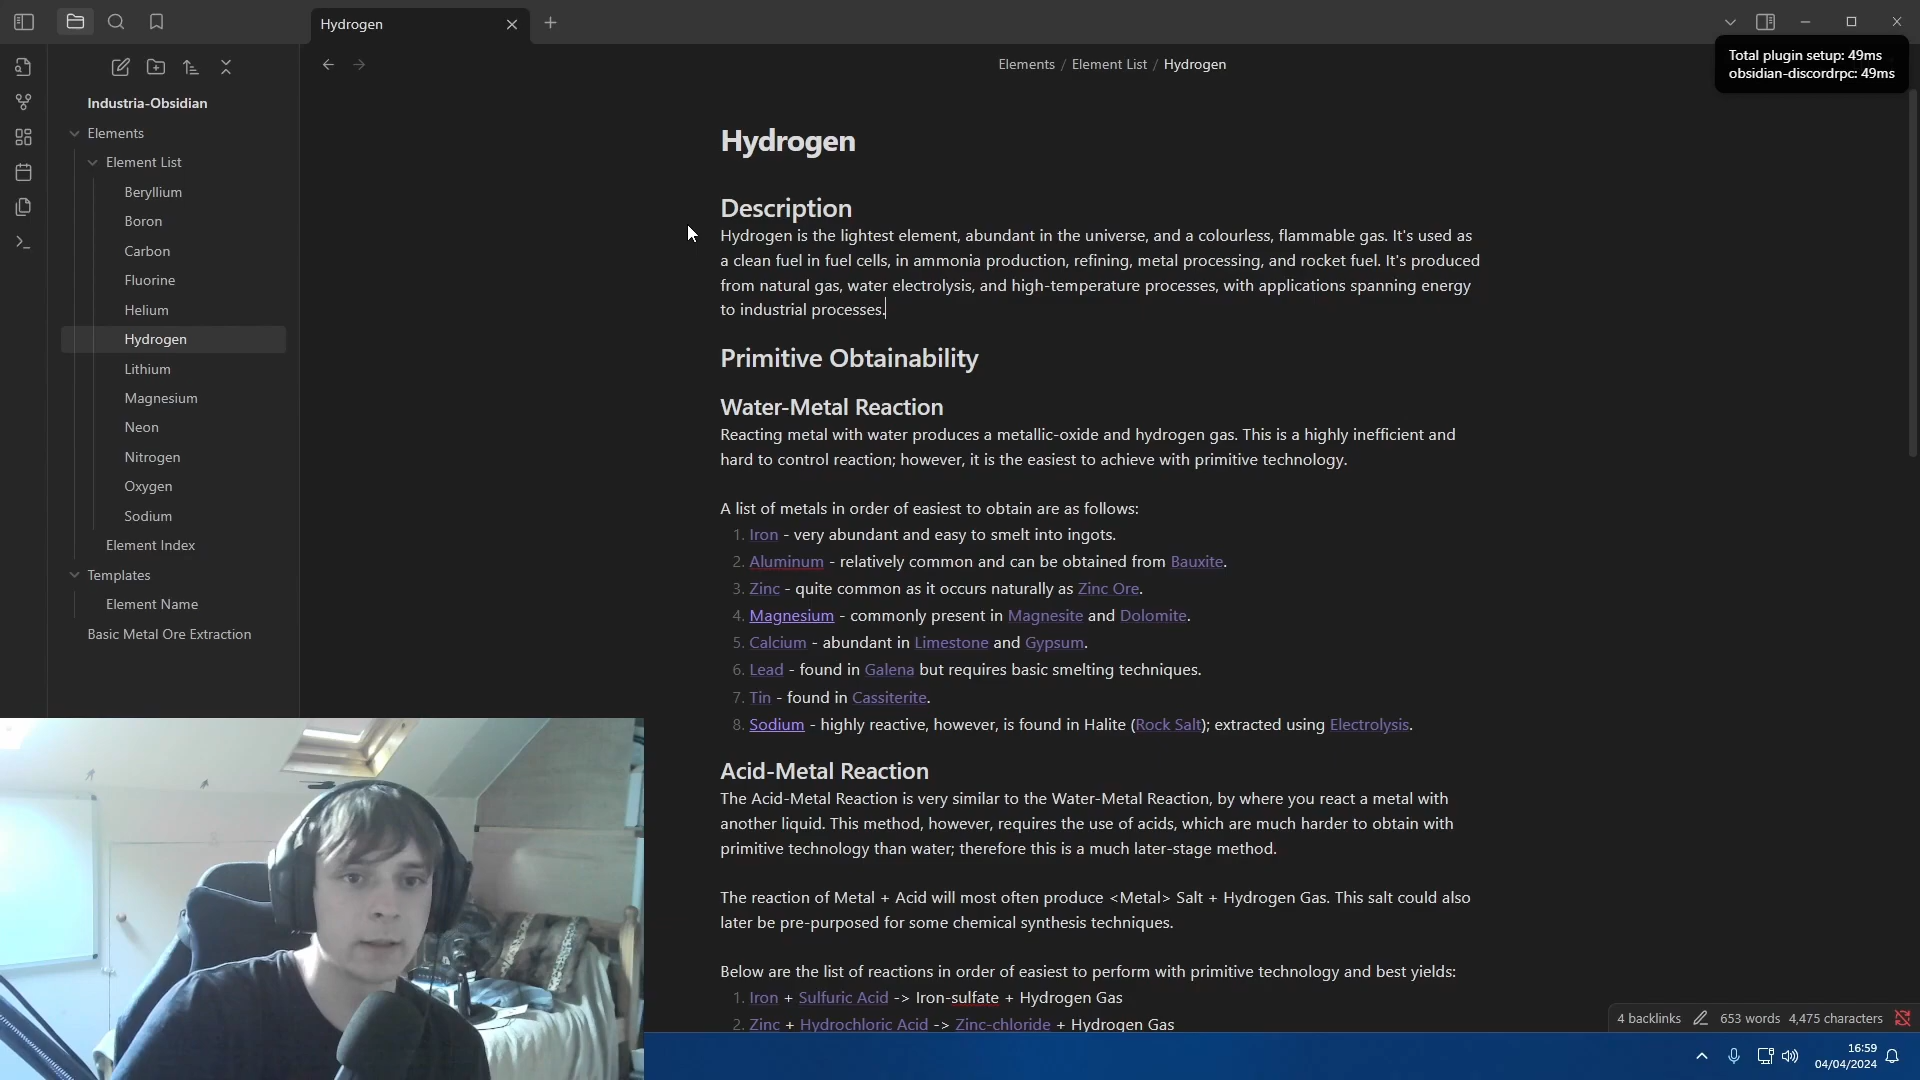 Hydrogen
Elements / Element List / Hydrogen
Total plugin setup: 49ms
obsidian-discordrpc: 49ms
Industria-Obsidian
Elements
Element List
Beryllium
Boron
Carbon
Fluorine
Helium
Hydrogen
Lithium
Magnesium
Neon
Nitrogen
Oxygen
Sodium
Element Index
Templates
Element Name
Basic Metal Ore Extraction
Hydrogen
Description
Hydrogen is the lightest element, abundant in the universe, and a colourless, flammable gas. It's used as
a clean fuel in fuel cells, in ammonia production, refining, metal processing, and rocket fuel. It's produced
from natural gas, water electrolysis, and high-temperature processes, with applications spanning energy
to industrial processes.
Primitive Obtainability
Water-Metal Reaction
Reacting metal with water produces a metallic-oxide and hydrogen gas. This is a highly inefficient and
hard to control reaction; however, it is the easiest to achieve with primitive technology.
A list of metals in order of easiest to obtain are as follows:
1. Iron - very abundant and easy to smelt into ingots.
2. Aluminum - relatively common and can be obtained from Bauxite.
3. Zinc - quite common as it occurs naturally as Zinc Ore.
4. Magnesium - commonly present in Magnesite and Dolomite.
5. Calcium - abundant in Limestone and Gypsum.
6. Lead - found in Galena but requires basic smelting techniques.
7. Tin - found in Cassiterite.
8. Sodium - highly reactive, however, is found in Halite (Rock Salt); extracted using Electrolysis.
Acid-Metal Reaction
The Acid-Metal Reaction is very similar to the Water-Metal Reaction, by where you react a metal with
another liquid. This method, however, requires the use of acids, which are much harder to obtain with
primitive technology than water; therefore this is a much later-stage method.
The reaction of Metal + Acid will most often produce <Metal> Salt + Hydrogen Gas. This salt could also
later be pre-purposed for some chemical synthesis techniques.
Below are the list of reactions in order of easiest to perform with primitive technology and best yields:
1. Iron + Sulfuric Acid -> Iron-sulfate + Hydrogen Gas
2. Zinc + Hydrochloric Acid -> Zinc-chloride + Hydrogen Gas
4 backlinks 653 words 4,475 characters
16:59
04/04/2024